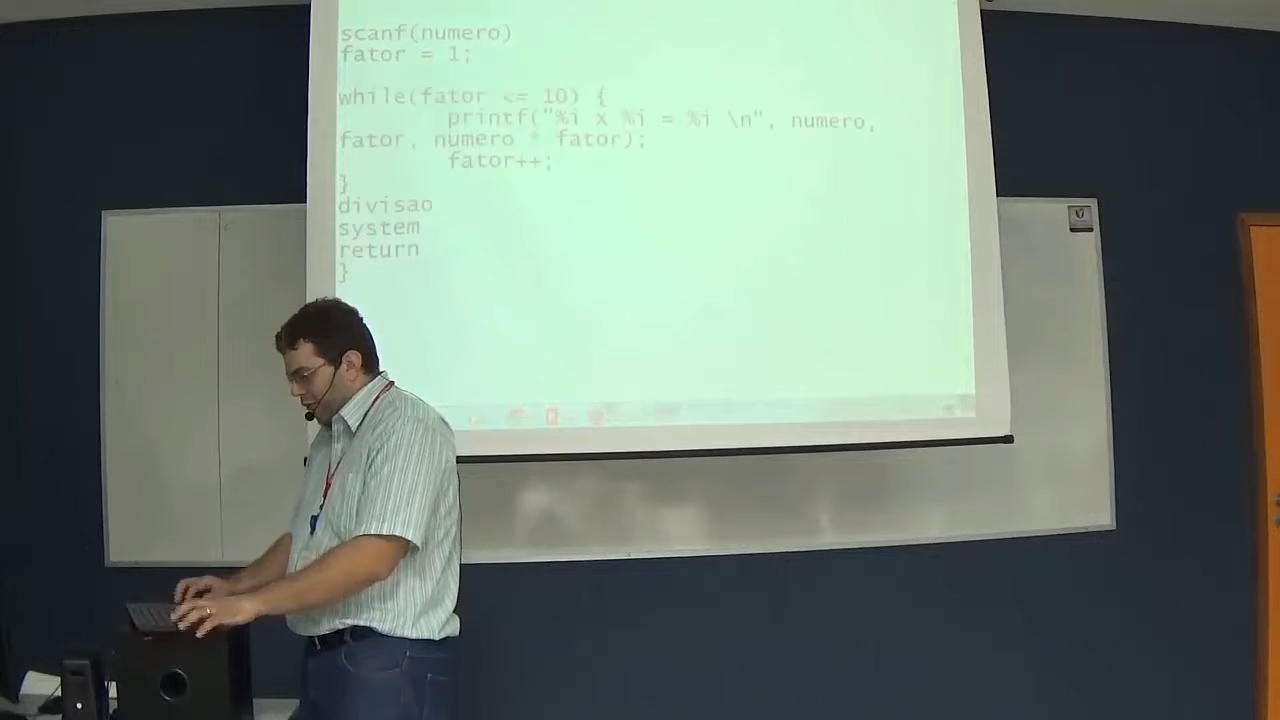 scanf(numero)
fator = 1;
while(fator <= 10) {
printf("%i x %i = %i \n", numero,
fator, numero * fator);
fator++;
}
divisao
system
return
}